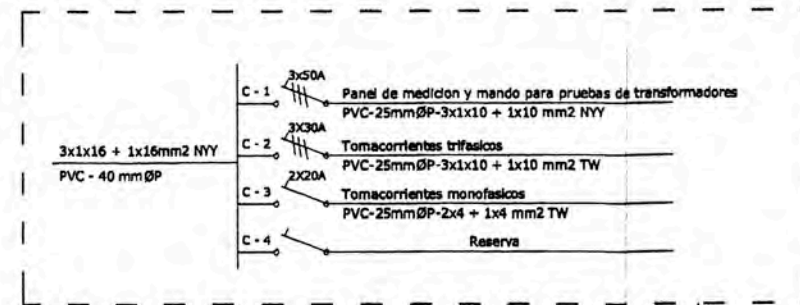 3x50A
C - 1 Panel de medicion y mando para pruebas de transformadores
PVC-25mmØP-3x1x10 + 1x10 mm2 NYY
3X30A
C - 2 Tomacorrientes trifasicos
PVC-25mmØP-3x1x10 + 1x10 mm2 TW
3x1x16 + 1x16mm2 NYY
PVC - 40 mmØP
2X20A
C - 3 Tomacorrientes monofasicos
PVC-25mmØP-2x4 + 1x4 mm2 TW
C - 4 Reserva